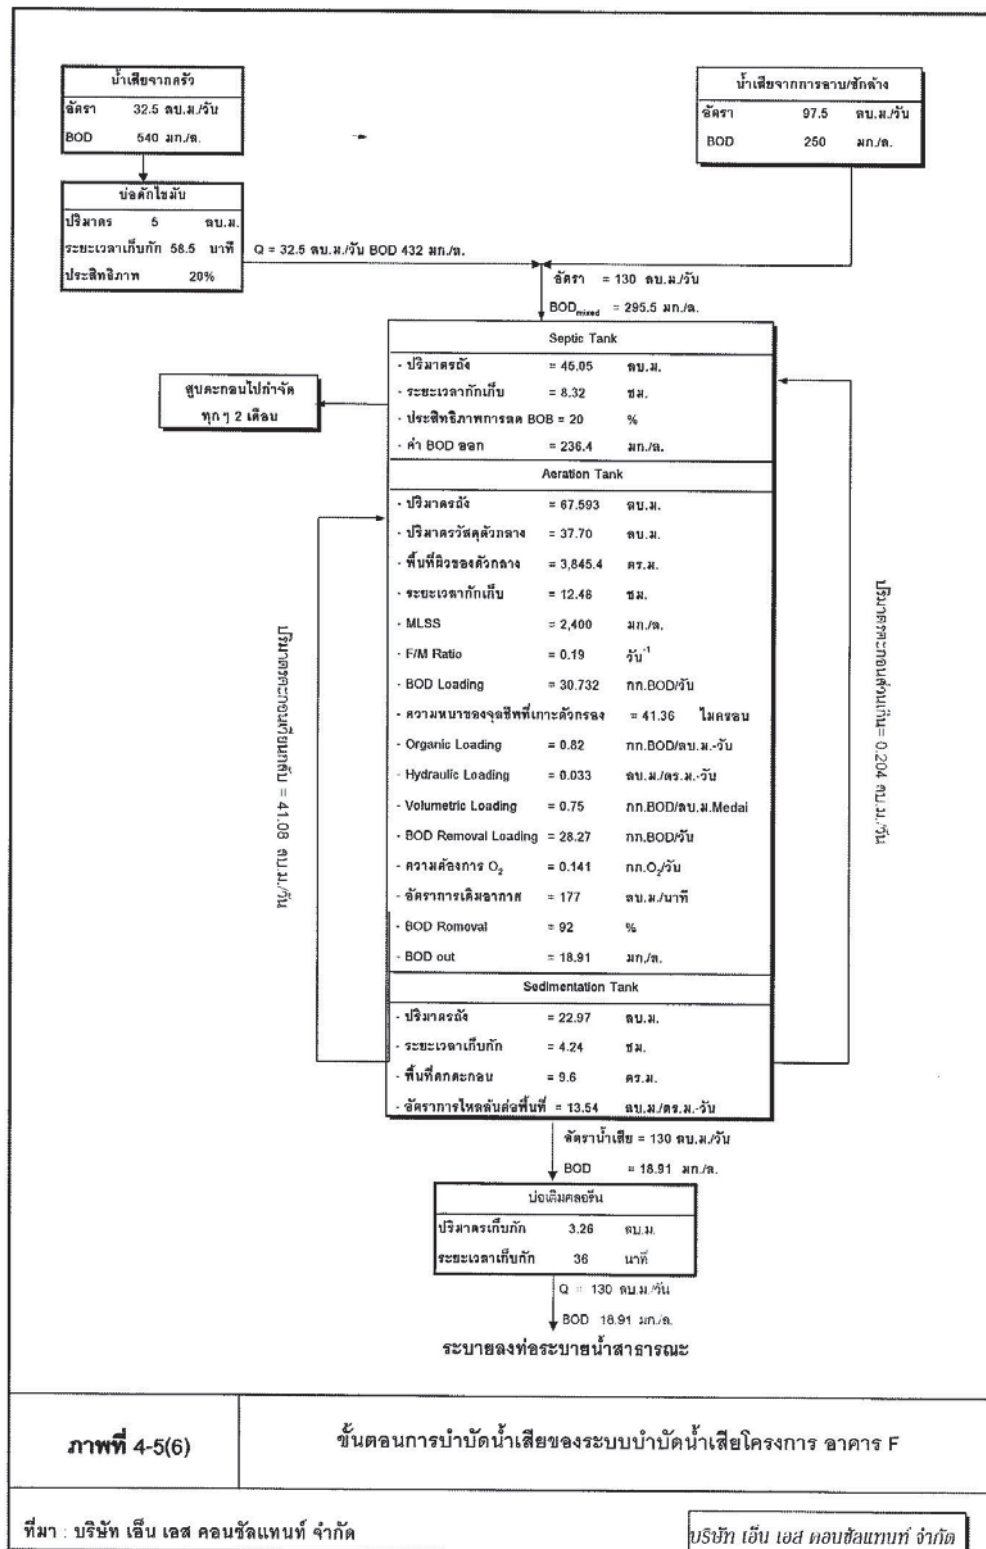 น้ำเสียจากครัว
อัตรา 32.5 ลบ.ม./วัน
BOD 540 มก./ล.
น้ำเสียจากการอาบ/ซักล้าง
อัตรา 97.5 ลบ.ม./วัน
BOD 250 มก./ล.
บ่อดักไขมัน
ปริมาตร 5 ลบ.ม.
ระยะเวลาเก็บกัก 58.5 นาที
ประสิทธิภาพ 20%
Q = 32.5 ลบ.ม./วัน BOD 432 มก./ล.
อัตรา = 130 ลบ.ม./วัน
BODmixed = 295.5 มก./ล.
Septic Tank
- ปริมาตรถัง = 45.05 ลบ.ม.
- ระยะเวลากักเก็บ = 8.32 ชม.
- ประสิทธิภาพการลด BOB = 20 %
- ค่า BOD ออก = 236.4 มก./ล.
สูบตะกอนไปกำจัด
ทุกๆ 2 เดือน
Aeration Tank
- ปริมาตรถัง = 67.593 ลบ.ม.
- ปริมาตรวัสดุตัวกลาง = 37.70 ลบ.ม.
- พื้นที่ผิวของตัวกลาง = 3,845.4 ตร.ม.
- ระยะเวลากักเก็บ = 12.48 ชม.
- MLSS = 2,400 มก./ล.
- F/M Ratio = 0.19 วัน⁻¹
- BOD Loading = 30.732 กก.BOD/วัน
- ความหนาของจุลชีพที่เกาะตัวกรอง = 41.36 ไมครอน
- Organic Loading = 0.82 กก.BOD/ลบ.ม.-วัน
- Hydraulic Loading = 0.033 ลบ.ม./ตร.ม.-วัน
- Volumetric Loading = 0.75 กก.BOD/ลบ.ม.Medai
- BOD Removal Loading = 28.27 กก.BOD/วัน
- ความต้องการ O₂ = 0.141 กก.O₂/วัน
- อัตราการเติมอากาศ = 177 ลบ.ม./นาที
- BOD Romoval = 92 %
- BOD out = 18.91 มก./ล.
ปริมาตรตะกอนเวียนกลับ = 41.08 ลบ.ม./วัน
ปริมาตรตะกอนส่วนเกิน= 0.204 ลบ.ม./วัน
Sedimentation Tank
- ปริมาตรถัง = 22.97 ลบ.ม.
- ระยะเวลาเก็บกัก = 4.24 ชม.
- พื้นที่ตกตะกอน = 9.6 ตร.ม.
- อัตราการไหลล้นต่อพื้นที่ = 13.54 ลบ.ม./ตร.ม.-วัน
อัตราน้ำเสีย = 130 ลบ.ม./วัน
BOD = 18.91 มก./ล.
บ่อเติมคลอรีน
ปริมาตรเก็บกัก 3.26 ลบ.ม.
ระยะเวลาเก็บกัก 36 นาที
Q = 130 ลบ.ม./วัน
BOD 18.91 มก./ล.
ระบายลงท่อระบายน้ำสาธารณะ
ภาพที่ 4-5(6)
ขั้นตอนการบำบัดน้ำเสียของระบบบำบัดน้ำเสียโครงการ อาคาร F
ที่มา : บริษัท เอ็น เอส คอนซัลแทนท์ จำกัด
บริษัท เอ็น เอส คอนซัลแทนท์ จำกัด